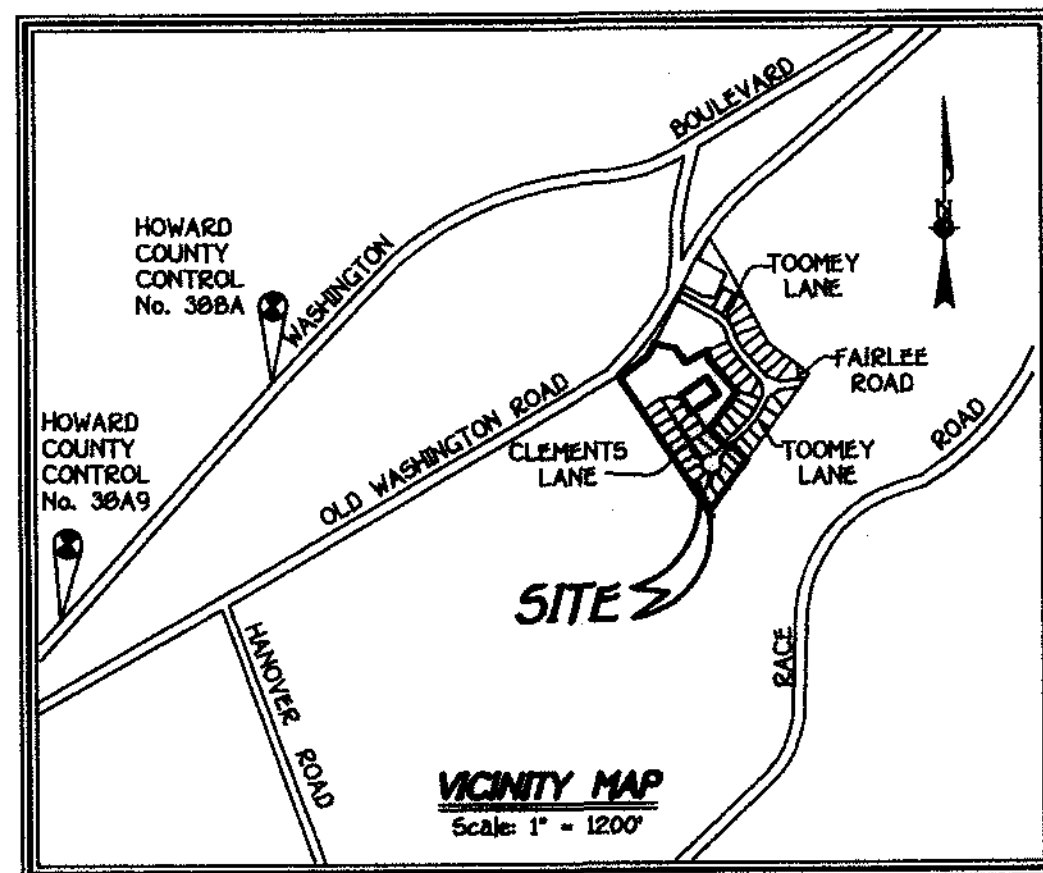 BOULEVARD
WASHINGTON
HOWARD
COUNTY
CONTROL
No. 38BA
N
TOOMEY
LANE
FAIRLEE
ROAD
HOWARD
COUNTY
CONTROL
No. 38A9
OLD WASHINGTON ROAD
CLEMENTS
LANE
TOOMEY
LANE
ROAD
RACE
SITE
HANOVER ROAD
VICINITY MAP
Scale: 1" = 1200'